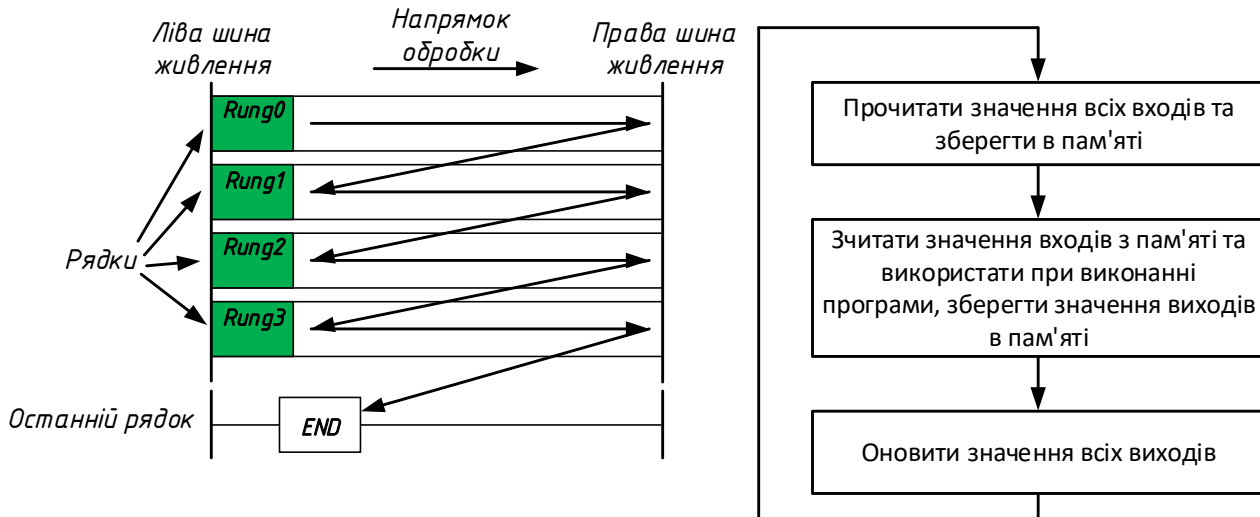 Ліва шина
живлення
Напрямок
обробки
Права шина
живлення
Rung0
Rung1
Rung2
Rung3
Рядки
Останній рядок
END
Прочитати значення всіх входів та
зберегти в пам'яті
Зчитати значення входів з пам'яті та
використати при виконанні
програми, зберегти значення виходів
в пам'яті
Оновити значення всіх виходів